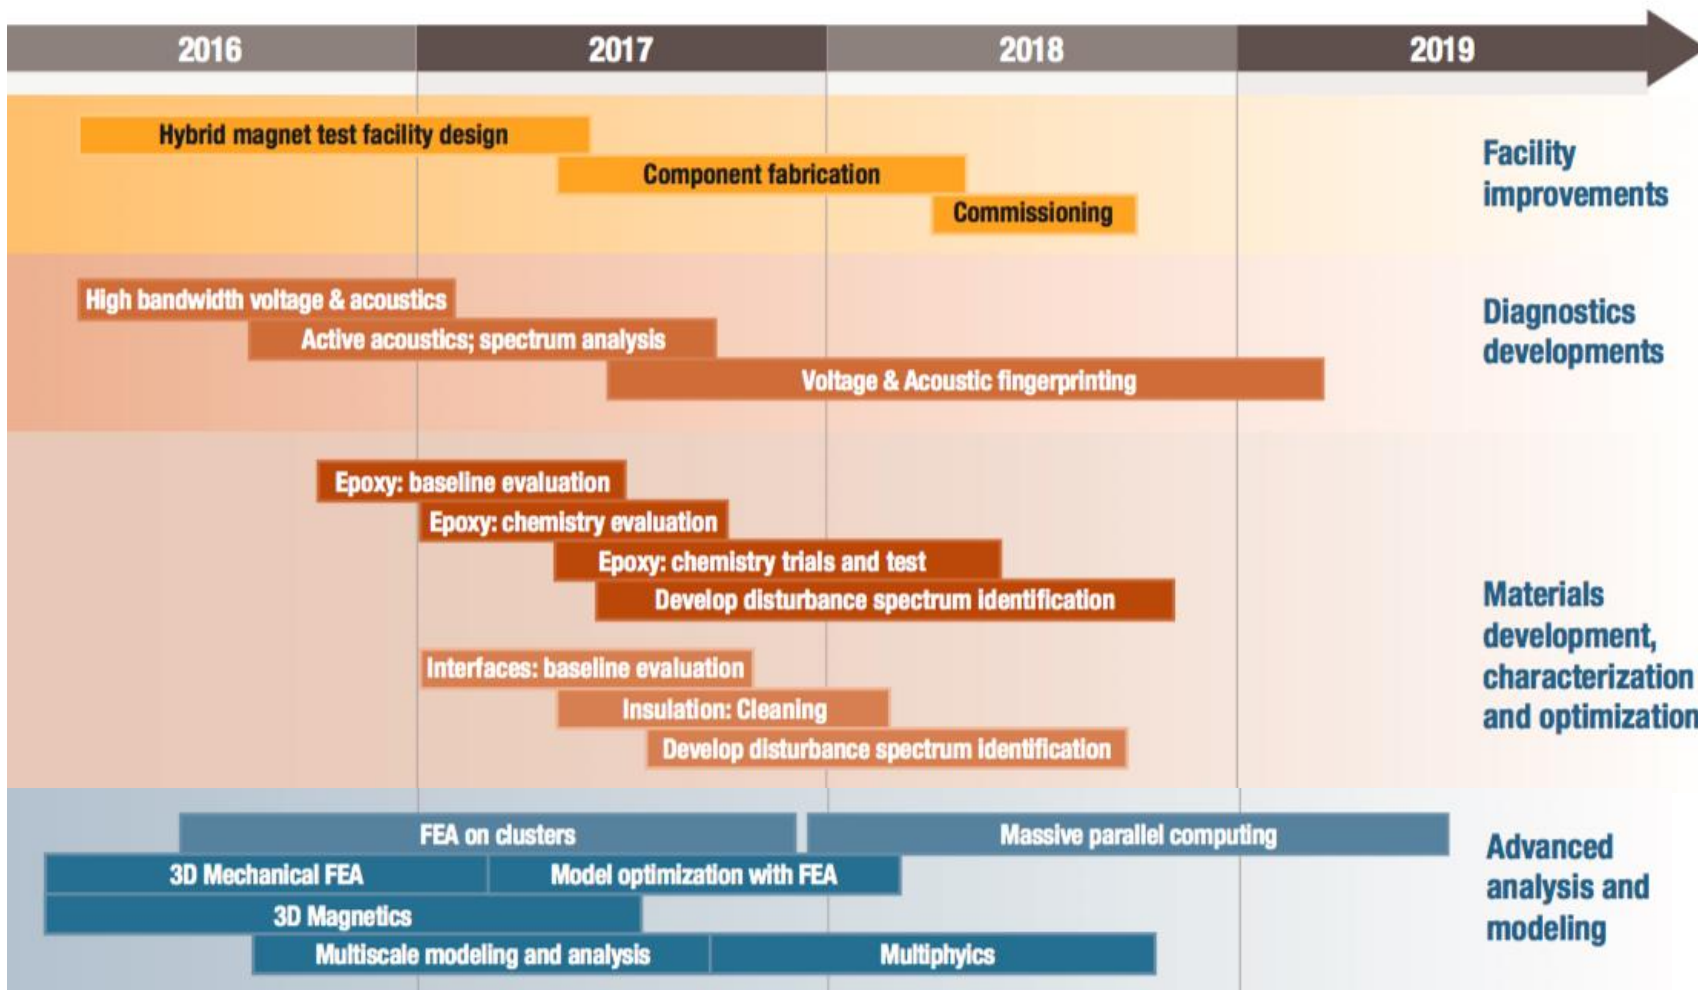 2016 2017 2018 2019
Hybrid magnet test facility design
Component fabrication
Commissioning
Facility
improvements
High bandwidth voltage & acoustics
Active acoustics; spectrum analysis
Voltage & Acoustic fingerprinting
Diagnostics
developments
Epoxy: baseline evaluation
Epoxy: chemistry evaluation
Epoxy: chemistry trials and test
Develop disturbance spectrum identification
Interfaces: baseline evaluation
Insulation: Cleaning
Develop disturbance spectrum identification
Materials
development,
characterization
and optimization
FEA on clusters Massive parallel computing
3D Mechanical FEA Model optimization with FEA
3D Magnetics
Multiscale modeling and analysis Multiphyics
Advanced
analysis and
modeling